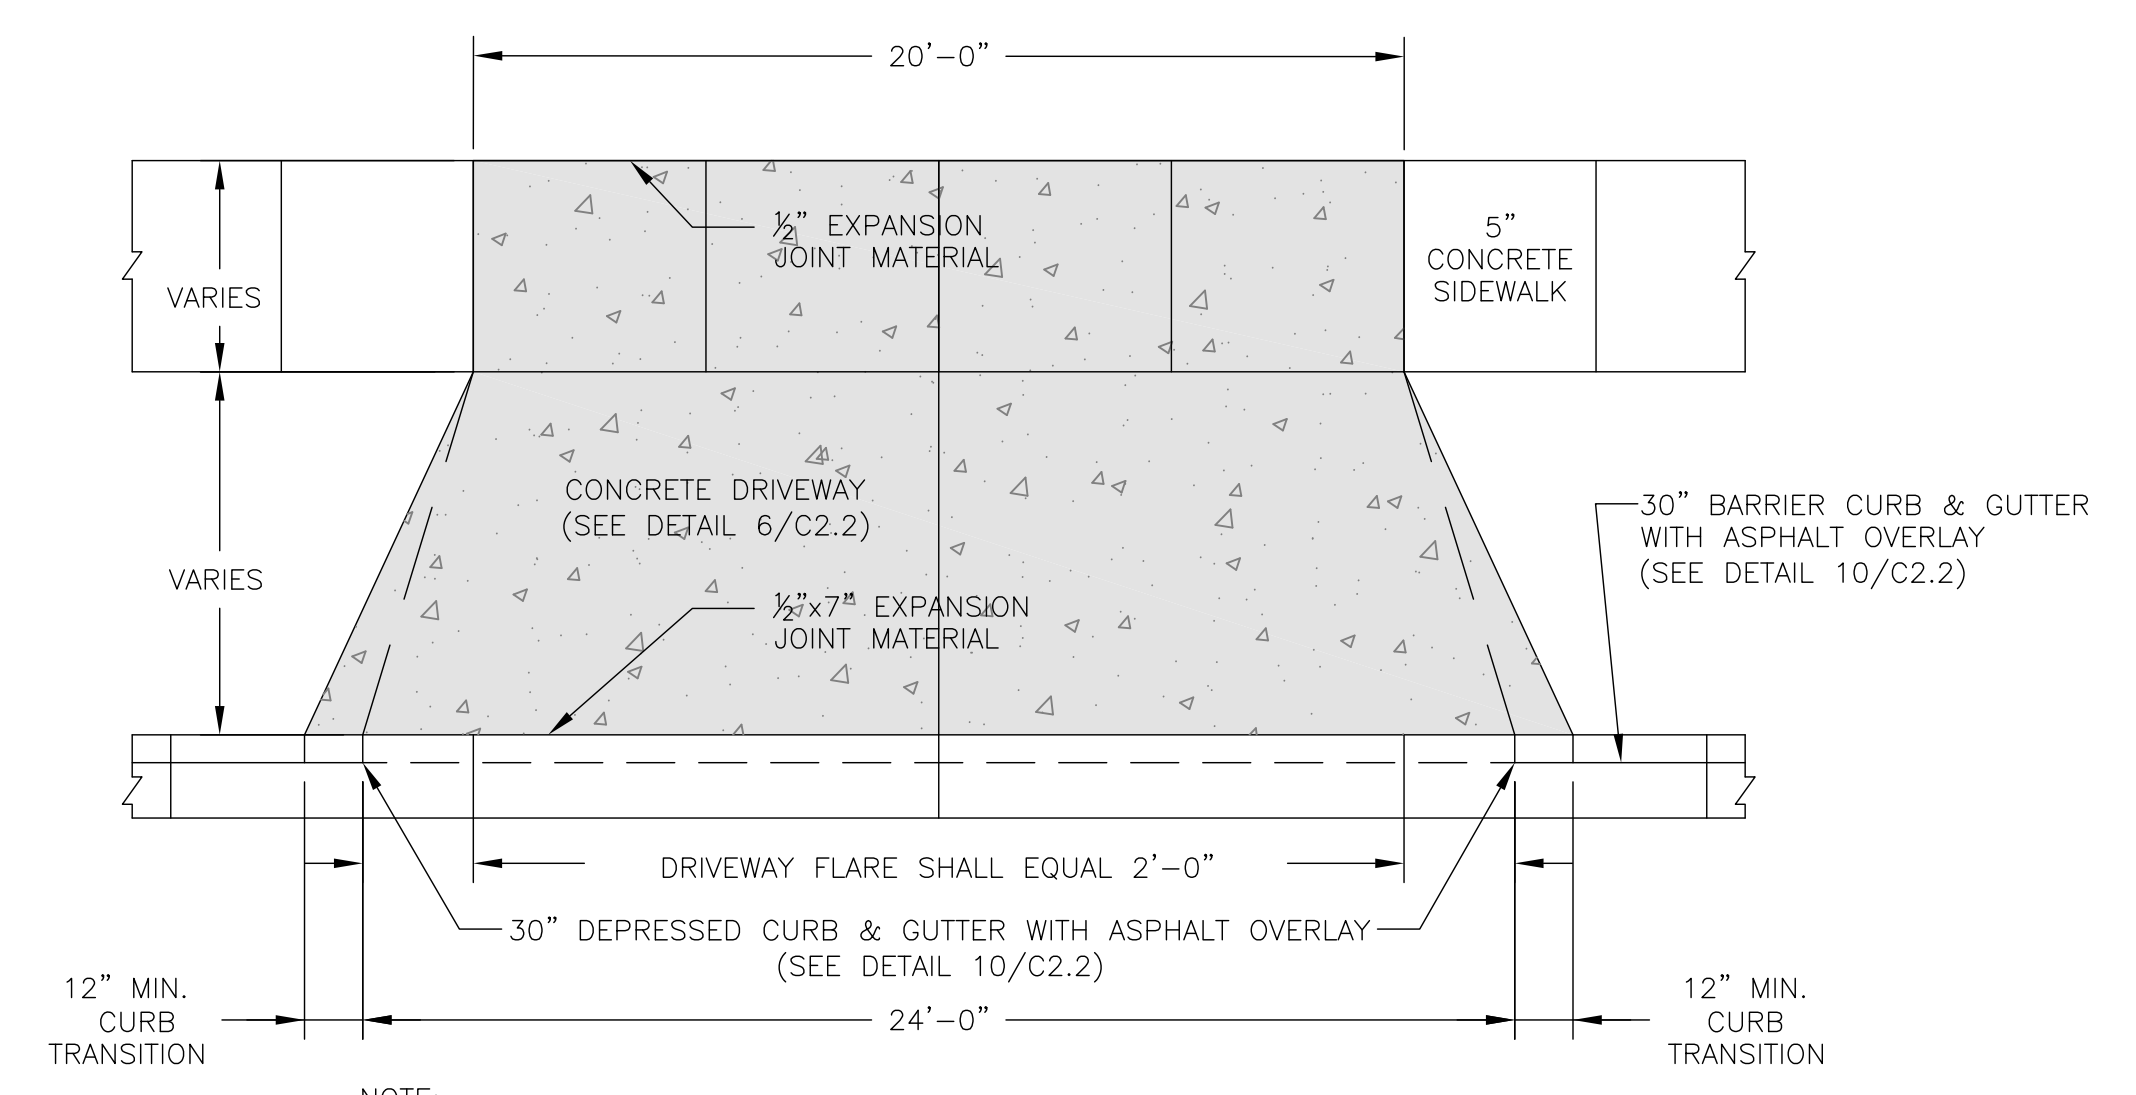 20'-0"
½" EXPANSION
JOINT MATERIAL
5"
CONCRETE
SIDEWALK
VARIES
CONCRETE DRIVEWAY
(SEE DETAIL 6/C2.2)
30" BARRIER CURB & GUTTER
WITH ASPHALT OVERLAY
(SEE DETAIL 10/C2.2)
VARIES
½"x7" EXPANSION
JOINT MATERIAL
DRIVEWAY FLARE SHALL EQUAL 2'-0"
30" DEPRESSED CURB & GUTTER WITH ASPHALT OVERLAY
(SEE DETAIL 10/C2.2)
12" MIN.
CURB
TRANSITION
24'-0"
12" MIN.
CURB
TRANSITION
NOTE: